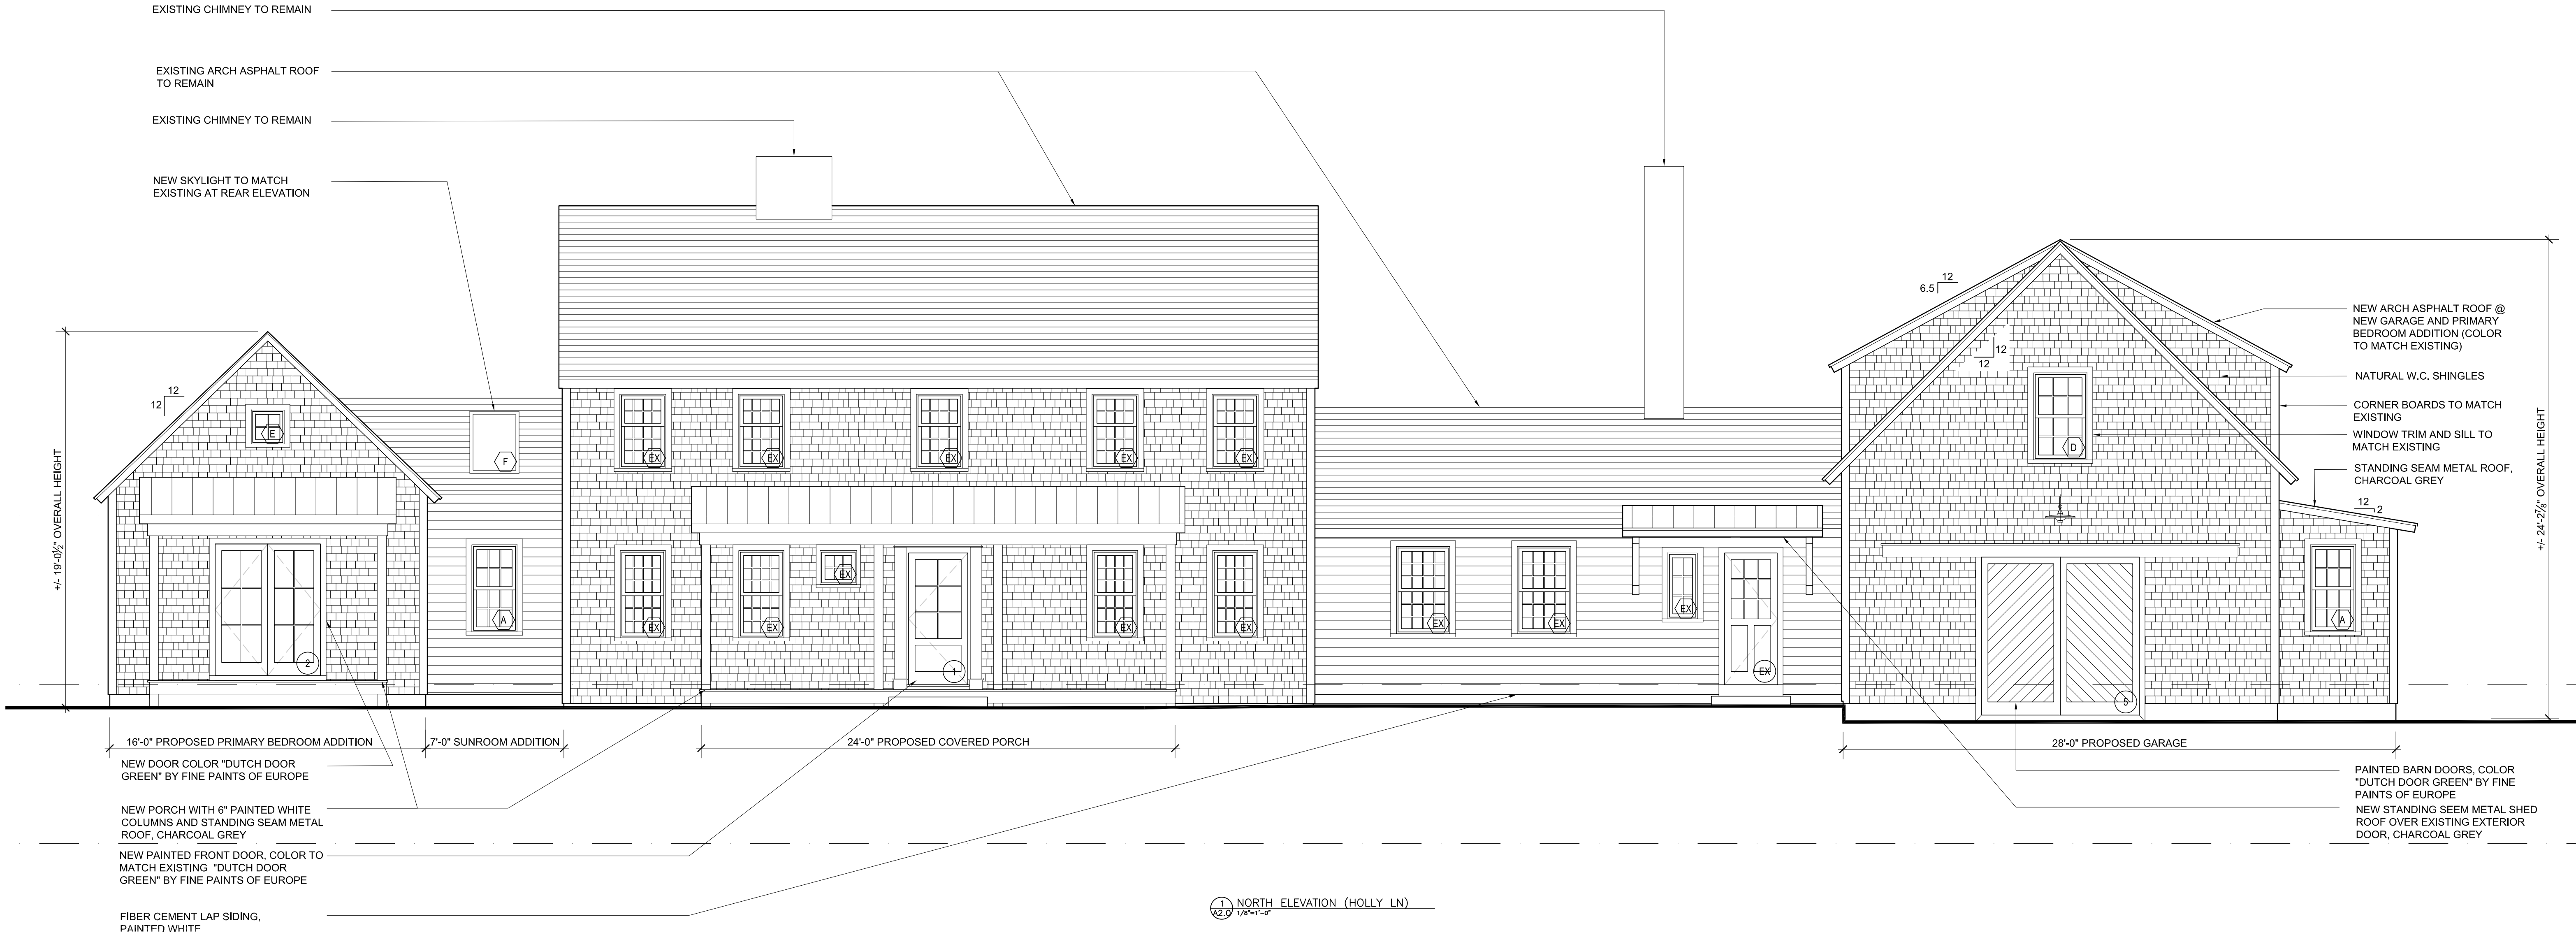 EXISTING CHIMNEY TO REMAIN
EXISTING ARCH ASPHALT ROOF
TO REMAIN
EXISTING CHIMNEY TO REMAIN
NEW SKYLIGHT TO MATCH
EXISTING AT REAR ELEVATION
+/- 19'-0½" OVERALL HEIGHT
12
12
E
F
A
2
EX
EX
EX
EX
EX
EX
EX
EX
EX
EX
1
EX
EX
EX
EX
12
6.5
12
12
D
5
12
2
A
NEW ARCH ASPHALT ROOF @
NEW GARAGE AND PRIMARY
BEDROOM ADDITION (COLOR
TO MATCH EXISTING)
NATURAL W.C. SHINGLES
CORNER BOARDS TO MATCH
EXISTING
WINDOW TRIM AND SILL TO
MATCH EXISTING
STANDING SEAM METAL ROOF,
CHARCOAL GREY
+/- 24'-2⅞" OVERALL HEIGHT
16'-0" PROPOSED PRIMARY BEDROOM ADDITION
7'-0" SUNROOM ADDITION
24'-0" PROPOSED COVERED PORCH
28'-0" PROPOSED GARAGE
NEW DOOR COLOR "DUTCH DOOR
GREEN" BY FINE PAINTS OF EUROPE
NEW PORCH WITH 6" PAINTED WHITE
COLUMNS AND STANDING SEAM METAL
ROOF, CHARCOAL GREY
NEW PAINTED FRONT DOOR, COLOR TO
MATCH EXISTING "DUTCH DOOR
GREEN" BY FINE PAINTS OF EUROPE
FIBER CEMENT LAP SIDING,
PAINTED WHITE
PAINTED BARN DOORS, COLOR
"DUTCH DOOR GREEN" BY FINE
PAINTS OF EUROPE
NEW STANDING SEEM METAL SHED
ROOF OVER EXISTING EXTERIOR
DOOR, CHARCOAL GREY
1
A2.0
NORTH ELEVATION (HOLLY LN)
1/8"=1'-0"